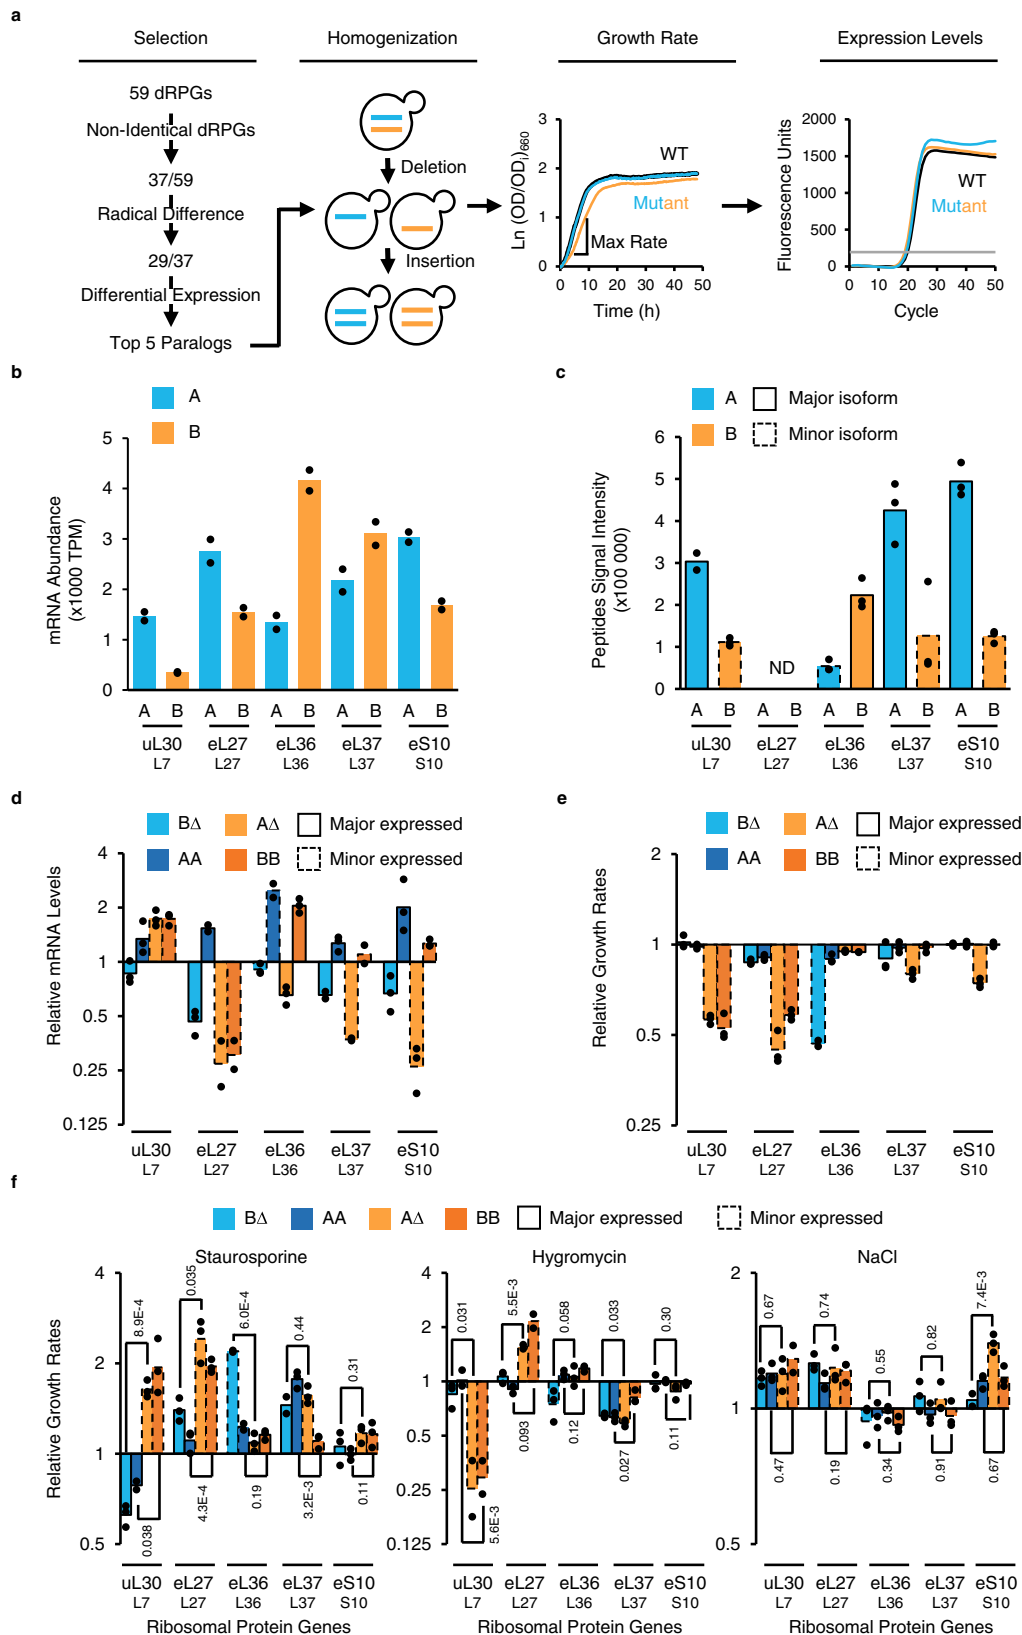 a
Selection
Homogenization
Growth Rate
Expression Levels
59 dRPGs
Non-Identical dRPGs
37/59
Radical Difference
29/37
Differential Expression
Top 5 Paralogs
Deletion
Insertion
Ln (OD/ODi)660
3
2
1
0
WT
Mutant
Max Rate
0 10 20 30 40 50
Time (h)
Fluorescence Units
2000
1500
1000
500
0
WT
Mutant
0 10 20 30 40 50
Cycle
b
A
B
mRNA Abundance
(x1000 TPM)
5
4
3
2
1
0
A B A B A B A B A B
uL30 eL27 eL36 eL37 eS10
L7 L27 L36 L37 S10
c
A Major isoform
B Minor isoform
Peptides Signal Intensity
(x100 000)
6
5
4
3
2
1
0
ND
A B A B A B A B A B
uL30 eL27 eL36 eL37 eS10
L7 L27 L36 L37 S10
d
BΔ AΔ Major expressed
AA BB Minor expressed
Relative mRNA Levels
4
2
1
0.5
0.25
0.125
uL30 eL27 eL36 eL37 eS10
L7 L27 L36 L37 S10
e
BΔ AΔ Major expressed
AA BB Minor expressed
Relative Growth Rates
2
1
0.5
0.25
uL30 eL27 eL36 eL37 eS10
L7 L27 L36 L37 S10
f
BΔ AA AΔ BB Major expressed Minor expressed
Staurosporine
Relative Growth Rates
4
2
1
0.5
8.9E-4
0.035
6.0E-4
0.44
0.31
0.038
4.3E-4
0.19
3.2E-3
0.11
uL30 eL27 eL36 eL37 eS10
L7 L27 L36 L37 S10
Ribosomal Protein Genes
Hygromycin
4
2
1
0.5
0.25
0.125
0.031
5.5E-3
0.058
0.033
0.30
5.6E-3
0.093
0.12
0.027
0.11
uL30 eL27 eL36 eL37 eS10
L7 L27 L36 L37 S10
Ribosomal Protein Genes
NaCl
2
1
0.5
0.67
0.74
0.55
0.82
7.4E-3
0.47
0.19
0.34
0.91
0.67
uL30 eL27 eL36 eL37 eS10
L7 L27 L36 L37 S10
Ribosomal Protein Genes